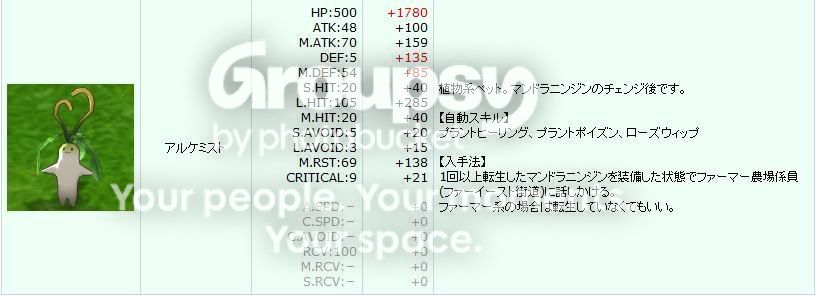 HP:500 +1780
ATK:48 +100
M.ATK:70 +159
DEF:5 +135
M.DEF:54 +85
S.HIT:20 +40 植物系ペット。マンドラニンジンのチェンジ後です。
L.HIT:105 +285
M.HIT:20 +40 【自動スキル】
S.AVOID:5 +20 プラントヒーリング、プラントポイズン、ローズウィップ
アルケミスト
L.AVOID:3 +15
M.RST:69 +138 【入手法】
CRITICAL:9 +21 1回以上転生したマンドラニンジンを装備した状態でファーマー農場係員
(ファーイースト街道)に話しかける。
A.SPD:− +0 ファーマー系の場合は転生していなくてもいい。
C.SPD:− +0
C.AVOID:− +0
RCV:100 +0
M.RCV:− +0
S.RCV:− +0
Groupsy
by photobucket
Your people. Your moments.
Your space.